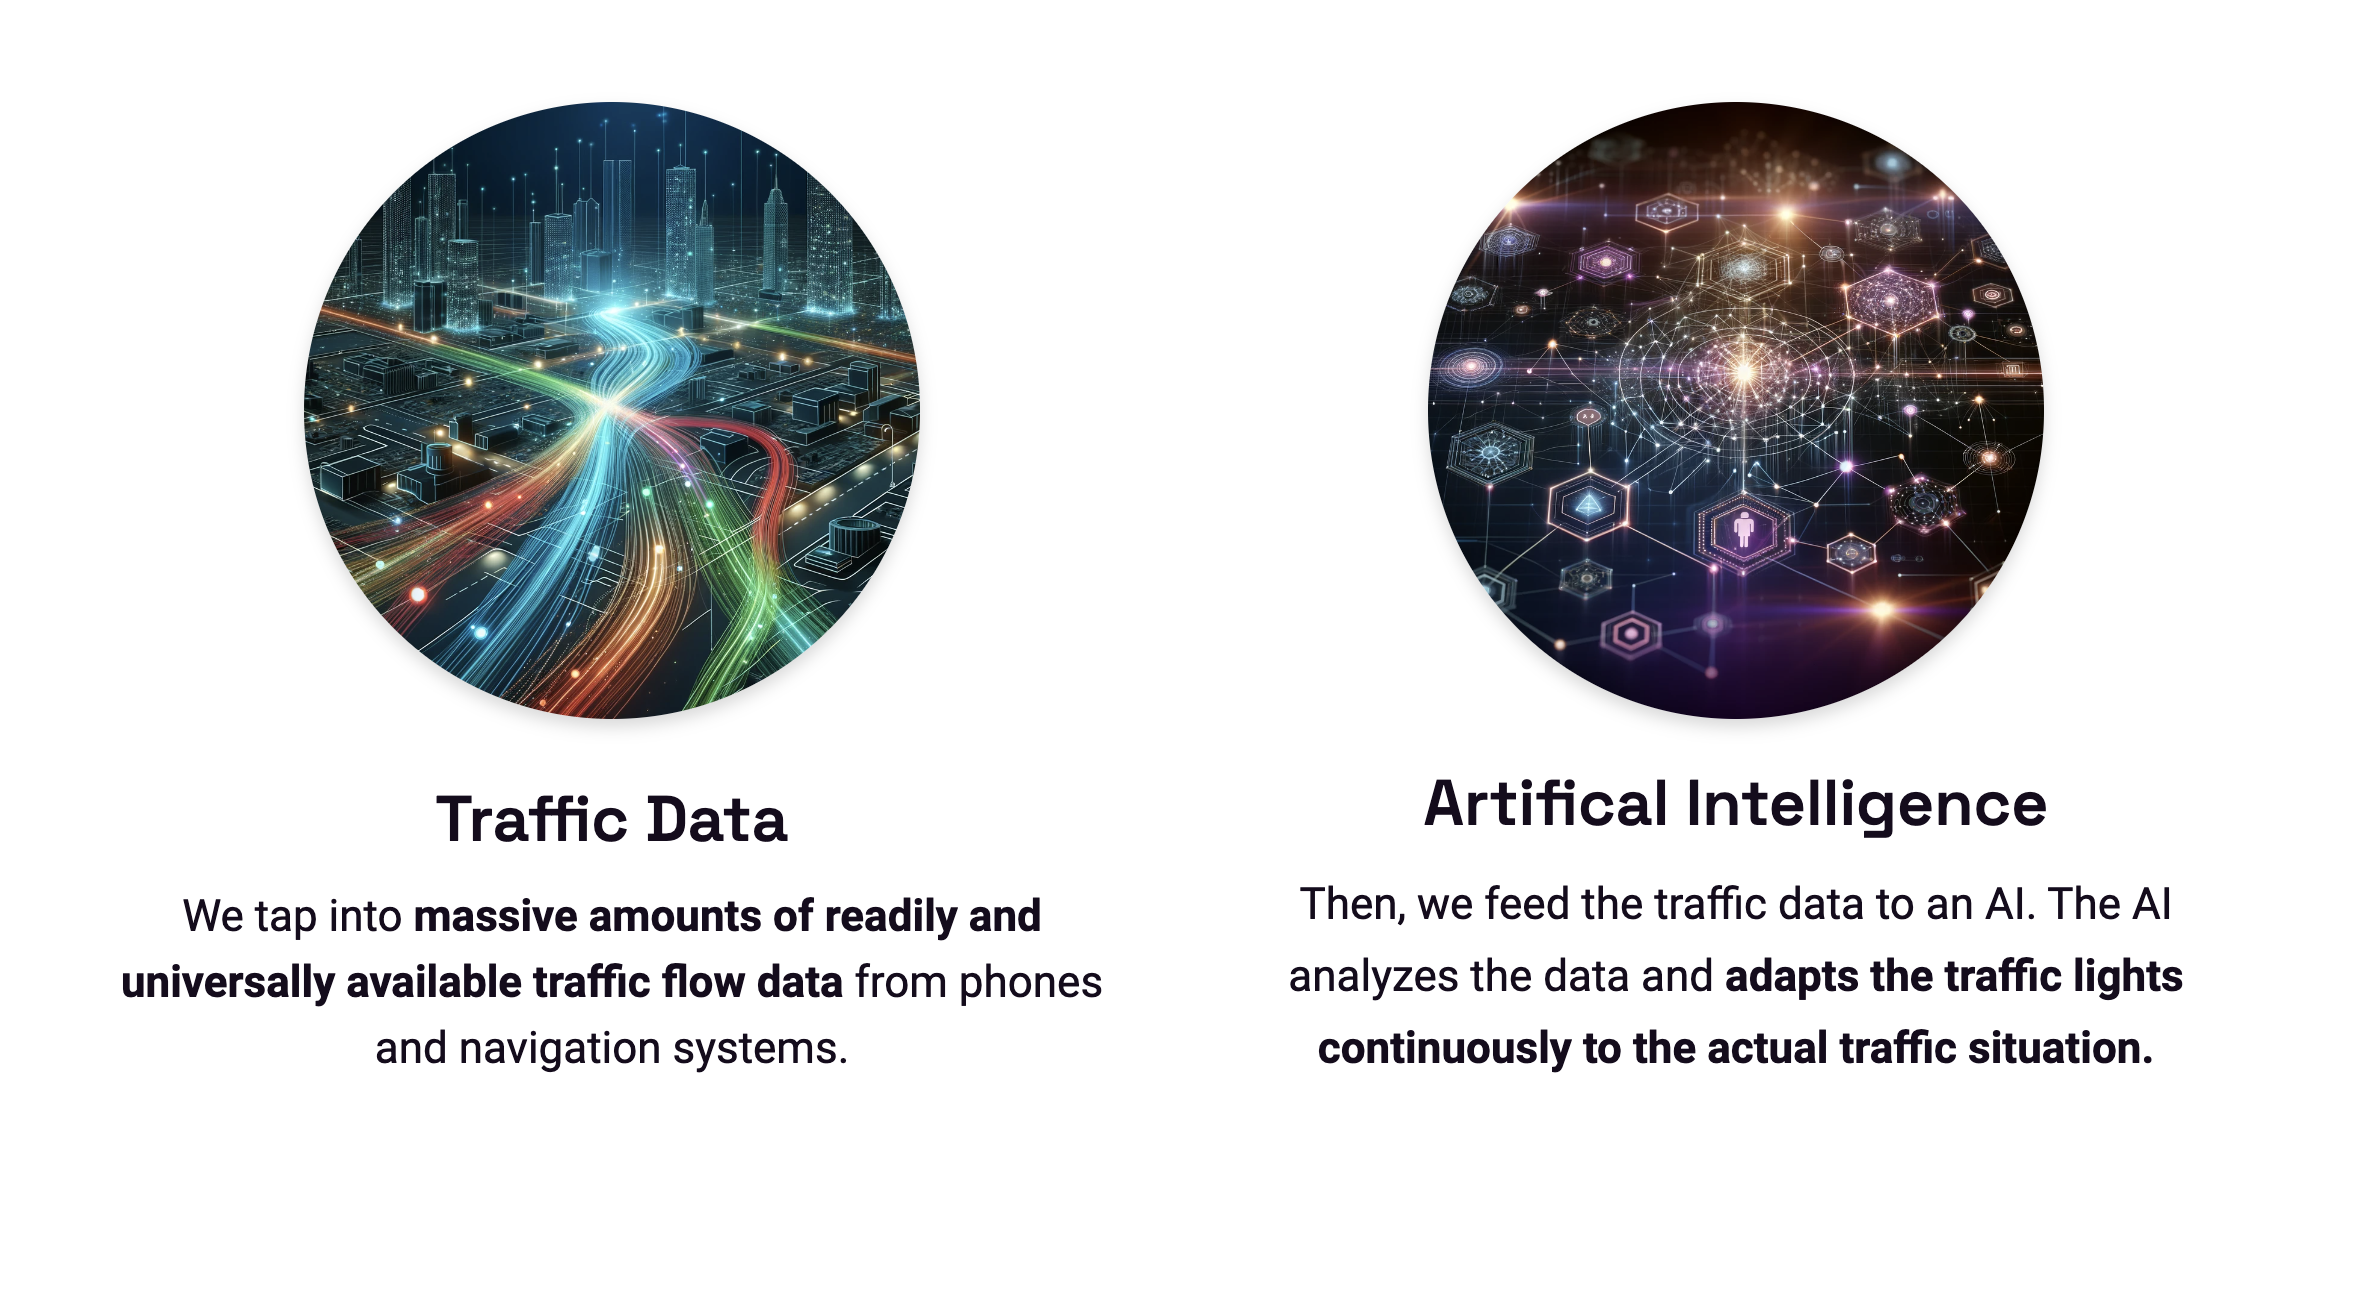 Traffic Data
We tap into massive amounts of readily and
universally available traffic flow data from phones
and navigation systems.
Artifical Intelligence
Then, we feed the traffic data to an AI. The AI
analyzes the data and adapts the traffic lights
continuously to the actual traffic situation.